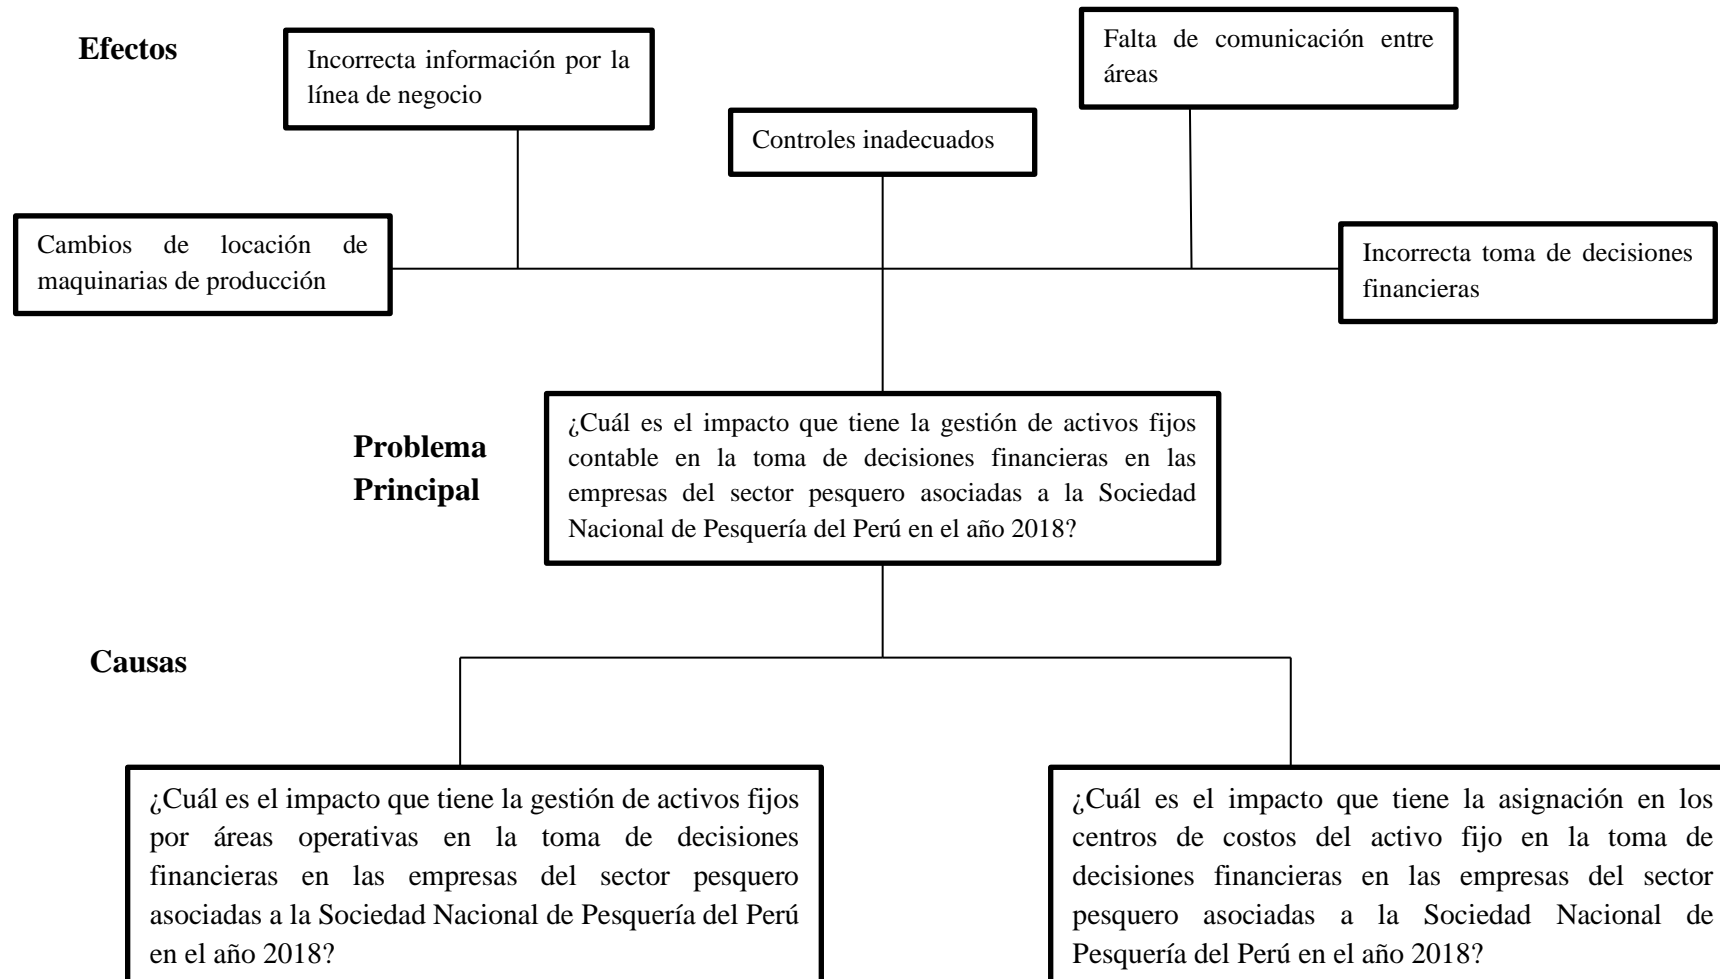 Efectos
Incorrecta información por la
línea de negocio
Falta de comunicación entre
áreas
Controles inadecuados
Cambios de locación de
maquinarias de producción
Incorrecta toma de decisiones
financieras
Problema
Principal
¿Cuál es el impacto que tiene la gestión de activos fijos
contable en la toma de decisiones financieras en las
empresas del sector pesquero asociadas a la Sociedad
Nacional de Pesquería del Perú en el año 2018?
Causas
¿Cuál es el impacto que tiene la gestión de activos fijos
por áreas operativas en la toma de decisiones
financieras en las empresas del sector pesquero
asociadas a la Sociedad Nacional de Pesquería del Perú
en el año 2018?
¿Cuál es el impacto que tiene la asignación en los
centros de costos del activo fijo en la toma de
decisiones financieras en las empresas del sector
pesquero asociadas a la Sociedad Nacional de
Pesquería del Perú en el año 2018?